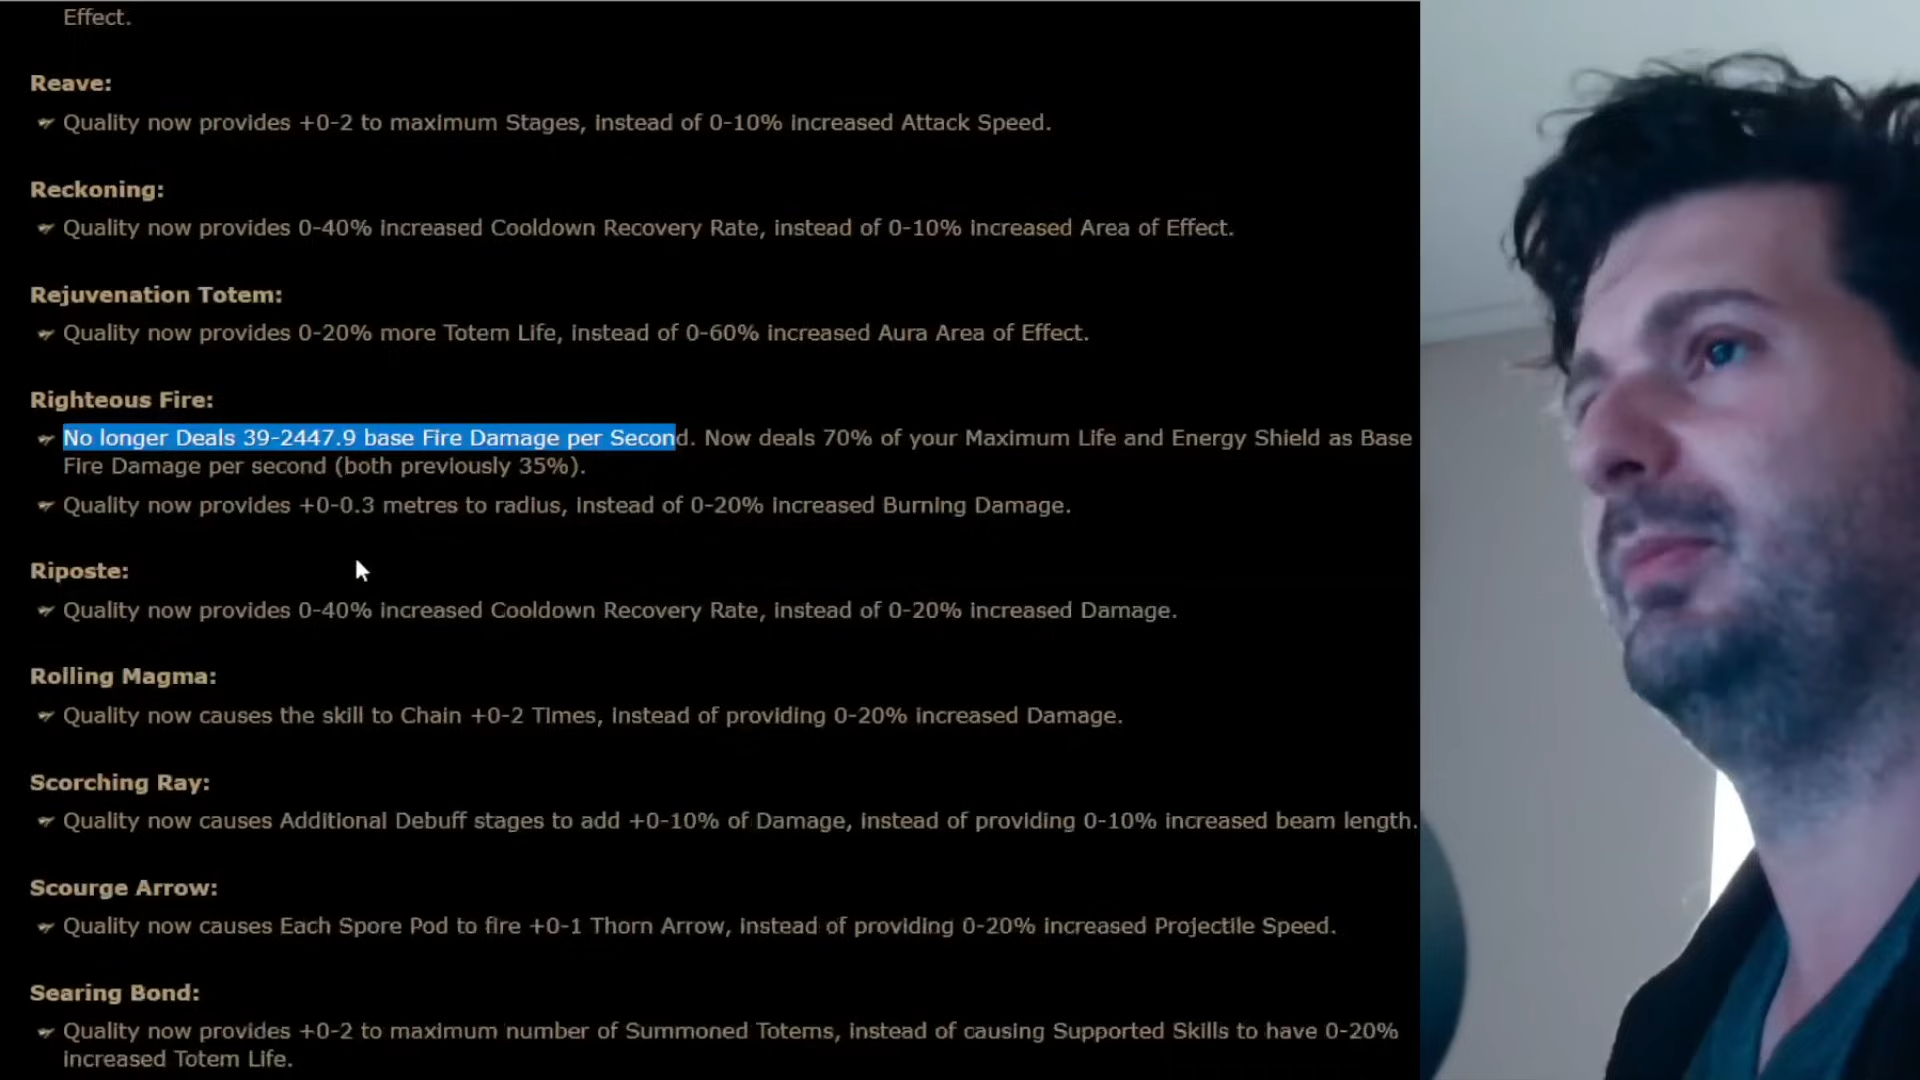 Effect.
Reave:
Quality now provides +0-2 to maximum Stages, instead of 0-10% increased Attack Speed.
Reckoning:
Quality now provides 0-40% increased Cooldown Recovery Rate, instead of 0-10% increased Area of Effect.
Rejuvenation Totem:
Quality now provides 0-20% more Totem Life, instead of 0-60% increased Aura Area of Effect.
Righteous Fire:
No longer Deals 39-2447.9 base Fire Damage per Second. Now deals 70% of your Maximum Life and Energy Shield as Base
Fire Damage per second (both previously 35%).
Quality now provides +0-0.3 metres to radius, instead of 0-20% increased Burning Damage.
Riposte:
Quality now provides 0-40% increased Cooldown Recovery Rate, instead of 0-20% increased Damage.
Rolling Magma:
Quality now causes the skill to Chain +0-2 Times, instead of providing 0-20% increased Damage.
Scorching Ray:
Quality now causes Additional Debuff stages to add +0-10% of Damage, instead of providing 0-10% increased beam length.
Scourge Arrow:
Quality now causes Each Spore Pod to fire +0-1 Thorn Arrow, instead of providing 0-20% increased Projectile Speed.
Searing Bond:
Quality now provides +0-2 to maximum number of Summoned Totems, instead of causing Supported Skills to have 0-20%
increased Totem Life.